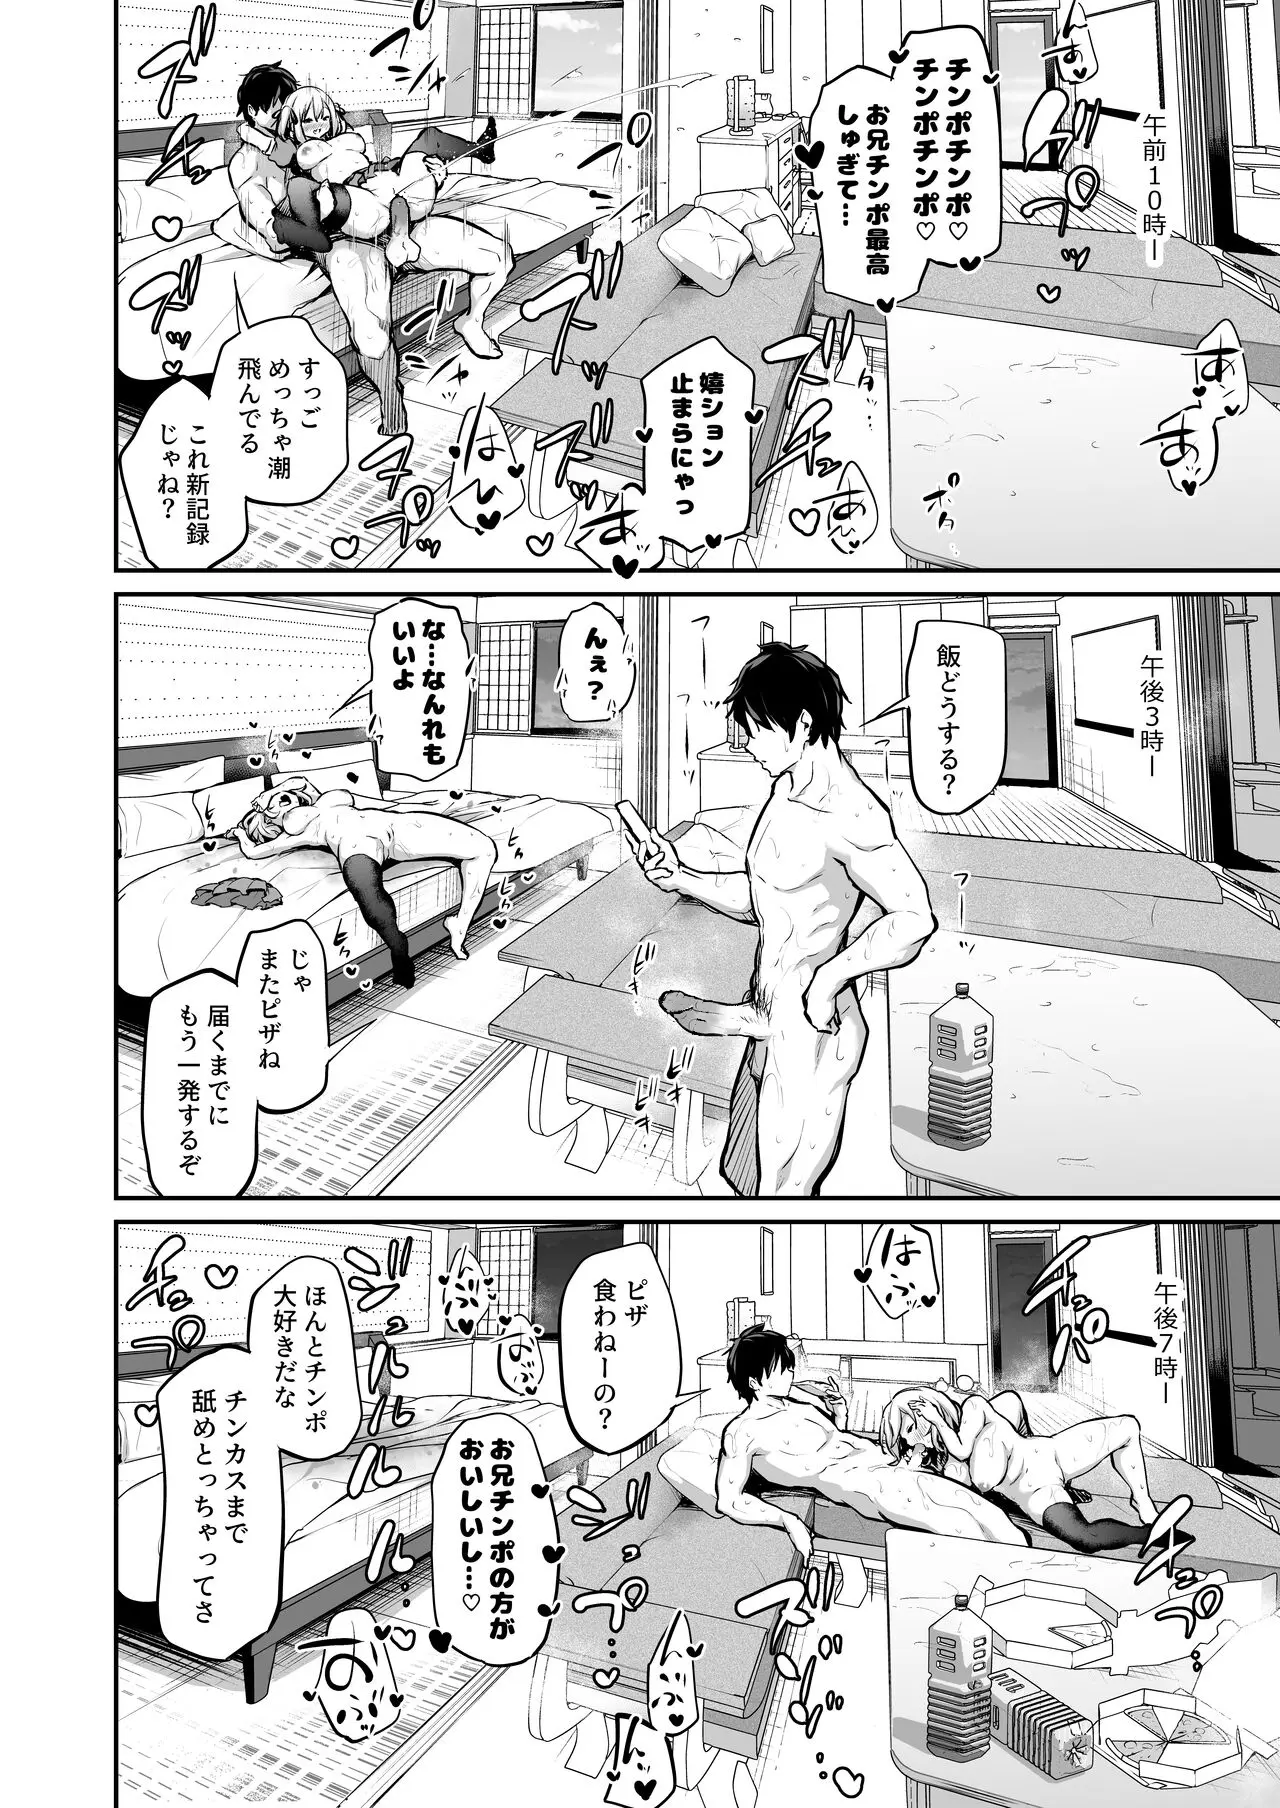 午前10時ー
チンポチンポ♡
チンポチンポ♡
お兄チンポ最高
しゅぎて…
嬉ション
止まらにゃっ
すっご
めっちゃ潮
飛んでる
これ新記録
じゃね？
午後3時ー
飯どうする？
んぇ？
な…なんれも
いいよ
じゃ
またピザね
届くまでに
もう一発するぞ
午後7時ー
ピザ
食わねーの？
お兄チンポの方が
おいしいし…♡
ほんとチンポ
大好きだな
チンカスまで
舐めとっちゃってさ